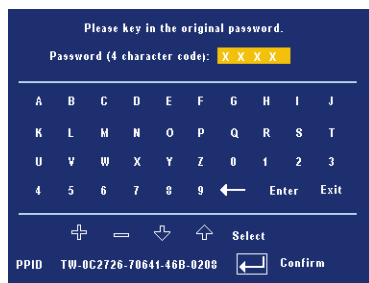 Please key in the original password.
Password (4 character code): X X X X
A B C D E F G H I J
K L M N O P Q R S T
U V W X Y Z 0 1 2 3
4 5 6 7 8 9 ← Enter Exit
Select
PPID TW-0C2726-70641-46B-0208 Confirm